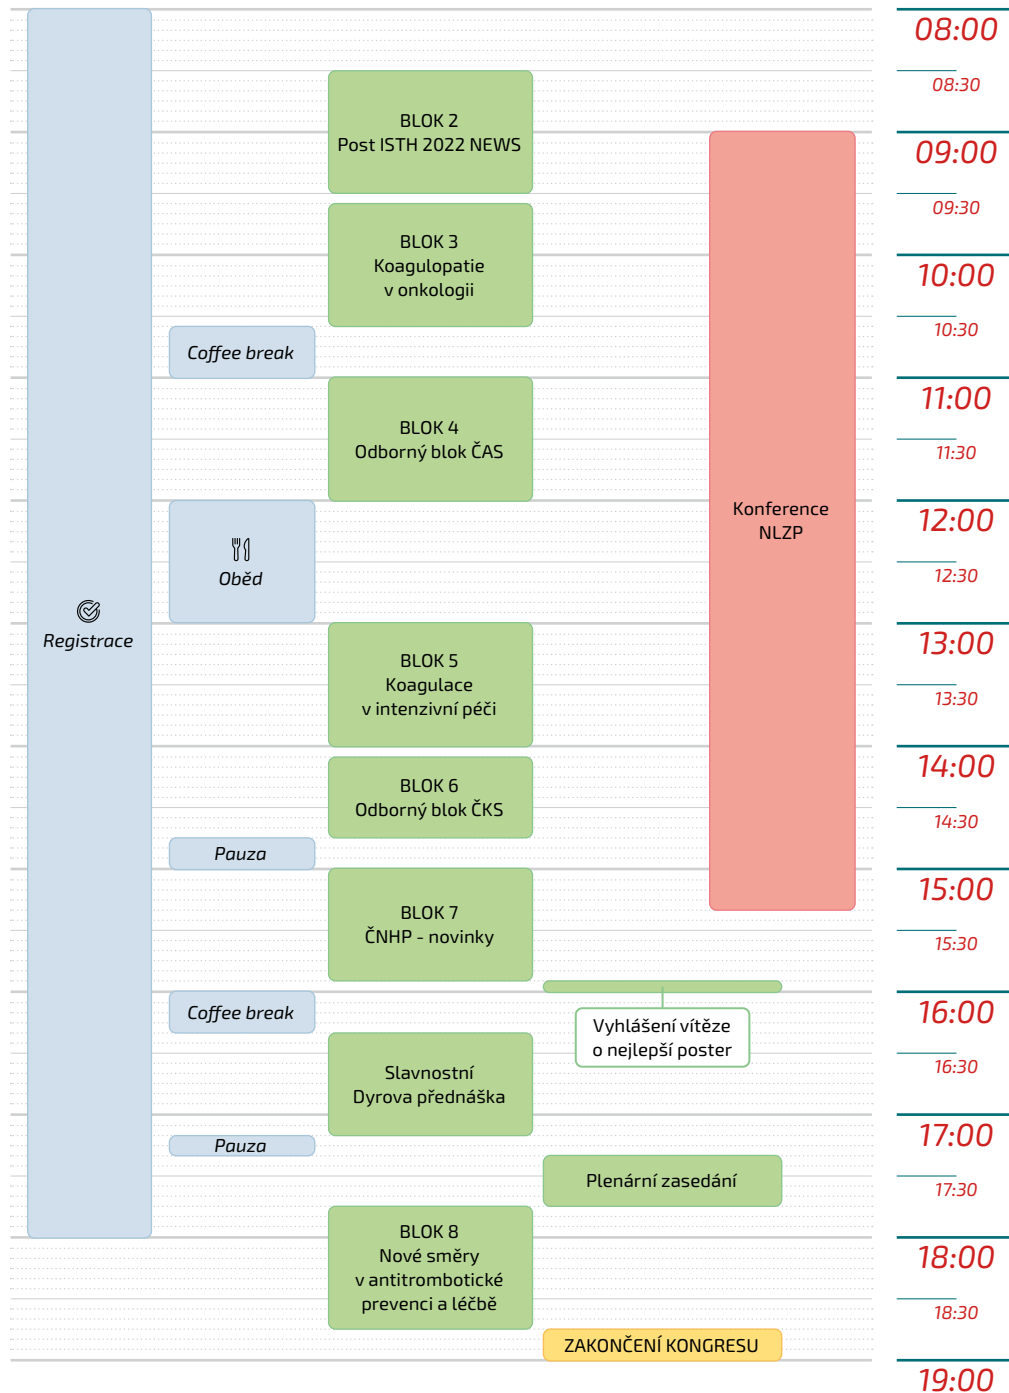 08:00
08:30
BLOK 2
Post ISTH 2022 NEWS
09:00
09:30
BLOK 3
Koagulopatie
v onkologii
10:00
10:30
Coffee break
11:00
BLOK 4
Odborný blok ČAS
11:30
Konference
NLZP
12:00
Oběd
12:30
Registrace
13:00
BLOK 5
Koagulace
v intenzivní péči
13:30
14:00
BLOK 6
Odborný blok ČKS
14:30
Pauza
15:00
BLOK 7
ČNHP - novinky
15:30
Coffee break
16:00
Vyhlášení vítěze
o nejlepší poster
16:30
Slavnostní
Dyrova přednáška
17:00
Pauza
Plenární zasedání
17:30
BLOK 8
Nové směry
v antitrombotické
prevenci a léčbě
18:00
18:30
ZAKONČENÍ KONGRESU
19:00